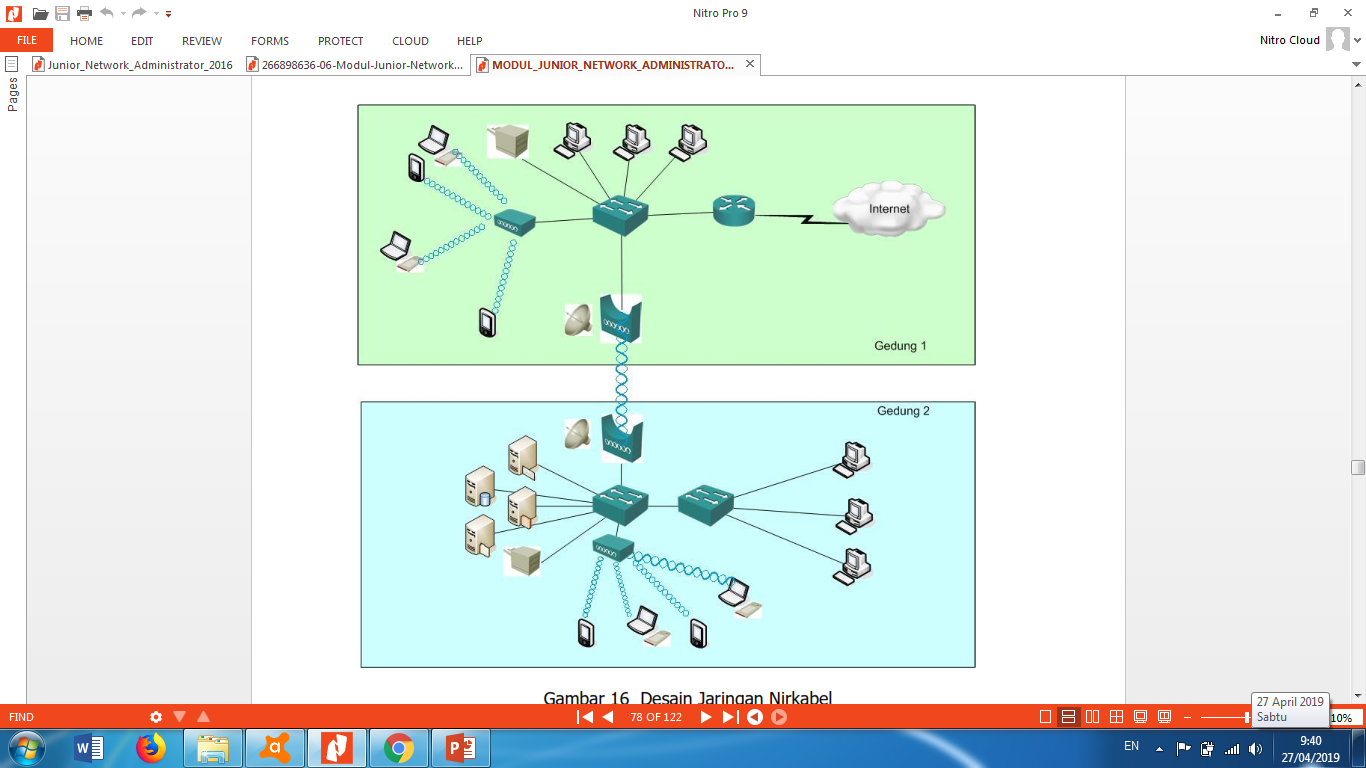 Nitro Pro 9
FILE HOME EDIT REVIEW FORMS PROTECT CLOUD HELP
Nitro Cloud
Junior_Network_Administrator_2016
266898636-06-Modul-Junior-Network...
MODUL_JUNIOR_NETWORK_ADMINISTRATO...
Pages
Internet
Gedung 1
Gedung 2
Gambar 16 Desain Jaringan Nirkabel
27 April 2019
Sabtu
FIND
78 OF 122
10%
EN
9:40
27/04/2019